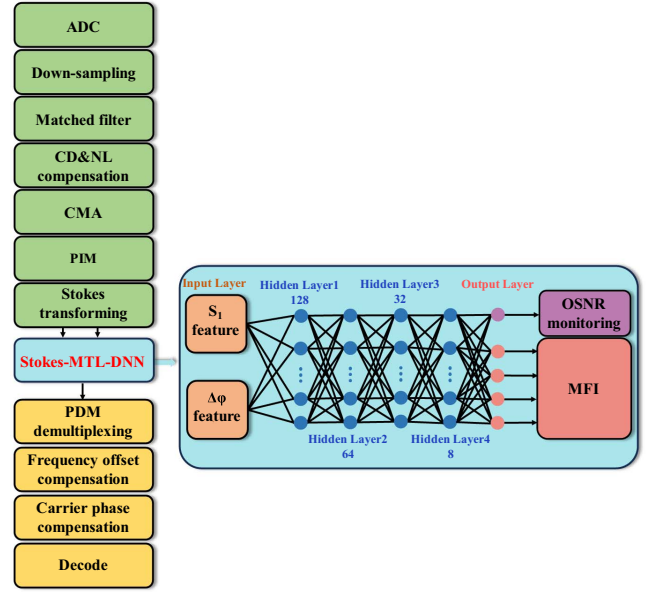 ADC
Down-sampling
Matched filter
CD&NL
compensation
CMA
PIM
Stokes
transforming
Stokes-MTL-DNN
PDM
demultiplexing
Frequency offset
compensation
Carrier phase
compensation
Decode
Input Layer
Hidden Layer1
128
Hidden Layer3
32
Output Layer
S1
feature
Δφ
feature
Hidden Layer2
64
Hidden Layer4
8
OSNR
monitoring
MFI